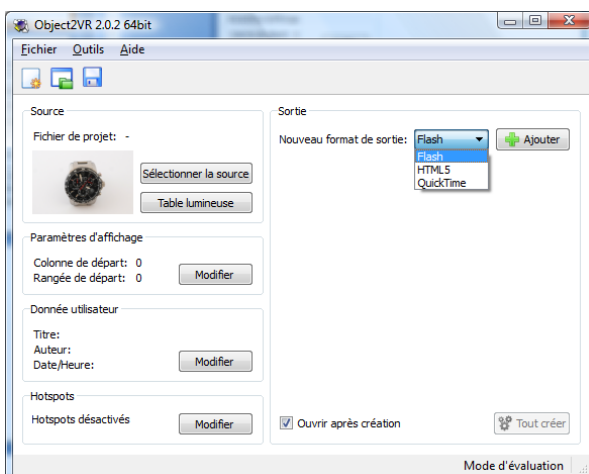 Object2VR 2.0.2 64bit
Fichier Outils Aide
Source
Fichier de projet: -
Sélectionner la source
Table lumineuse
Paramètres d'affichage
Colonne de départ: 0
Rangée de départ: 0
Modifier
Donnée utilisateur
Titre:
Auteur:
Date/Heure:
Modifier
Hotspots
Hotspots désactivés
Modifier
Sortie
Nouveau format de sortie: Flash Ajouter
Flash
HTML5
QuickTime
Ouvrir après création
Tout créer
Mode d'évaluation